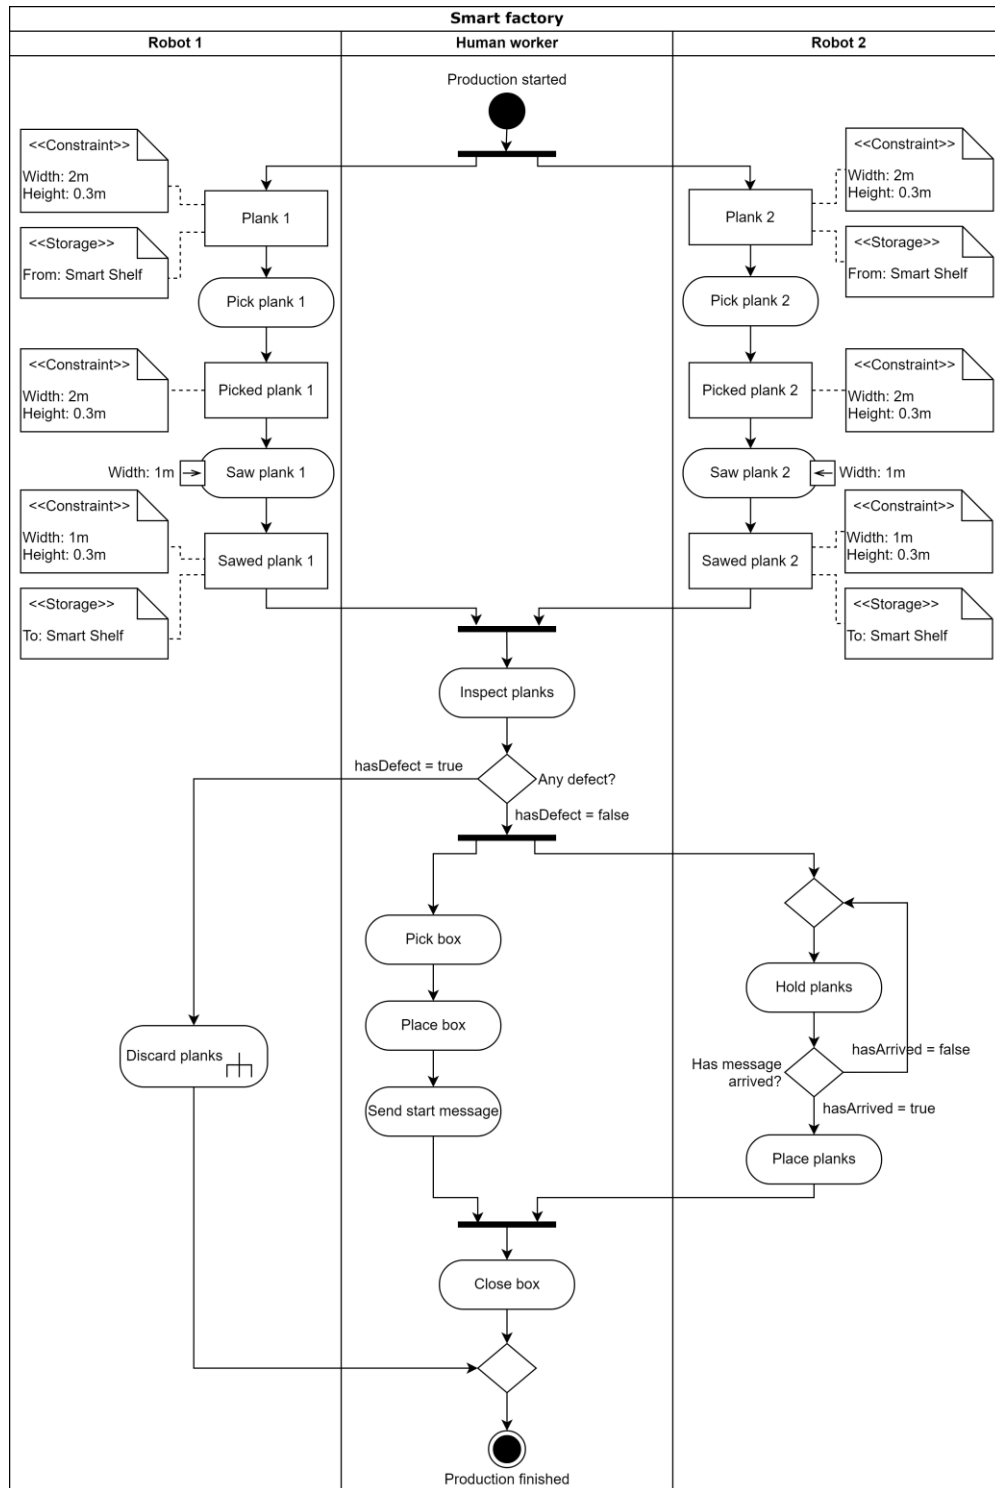 Smart factory
Robot 1
Human worker
Robot 2
Production started
<<Constraint>>
Width: 2m
Height: 0.3m
<<Constraint>>
Width: 2m
Height: 0.3m
Plank 1
Plank 2
<<Storage>>
From: Smart Shelf
<<Storage>>
From: Smart Shelf
Pick plank 1
Pick plank 2
<<Constraint>>
Width: 2m
Height: 0.3m
Picked plank 1
Picked plank 2
<<Constraint>>
Width: 2m
Height: 0.3m
Width: 1m
Saw plank 1
Saw plank 2
Width: 1m
<<Constraint>>
Width: 1m
Height: 0.3m
Sawed plank 1
Sawed plank 2
<<Constraint>>
Width: 1m
Height: 0.3m
<<Storage>>
To: Smart Shelf
<<Storage>>
To: Smart Shelf
Inspect planks
hasDefect = true
Any defect?
hasDefect = false
Pick box
Hold planks
Place box
Discard planks
Has message
arrived?
hasArrived = false
Send start message
hasArrived = true
Place planks
Close box
Production finished